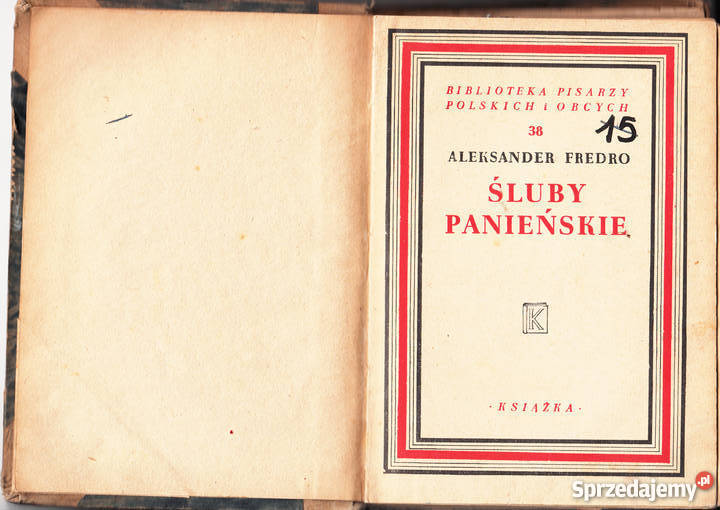 BIBLIOTEKA PISARZY
POLSKICH i OBCYCH
38
15
ALEKSANDER FREDRO
ŚLUBY
PANIEŃSKIE
K
· KSIĄŻKA ·
Sprzedajemy.pl